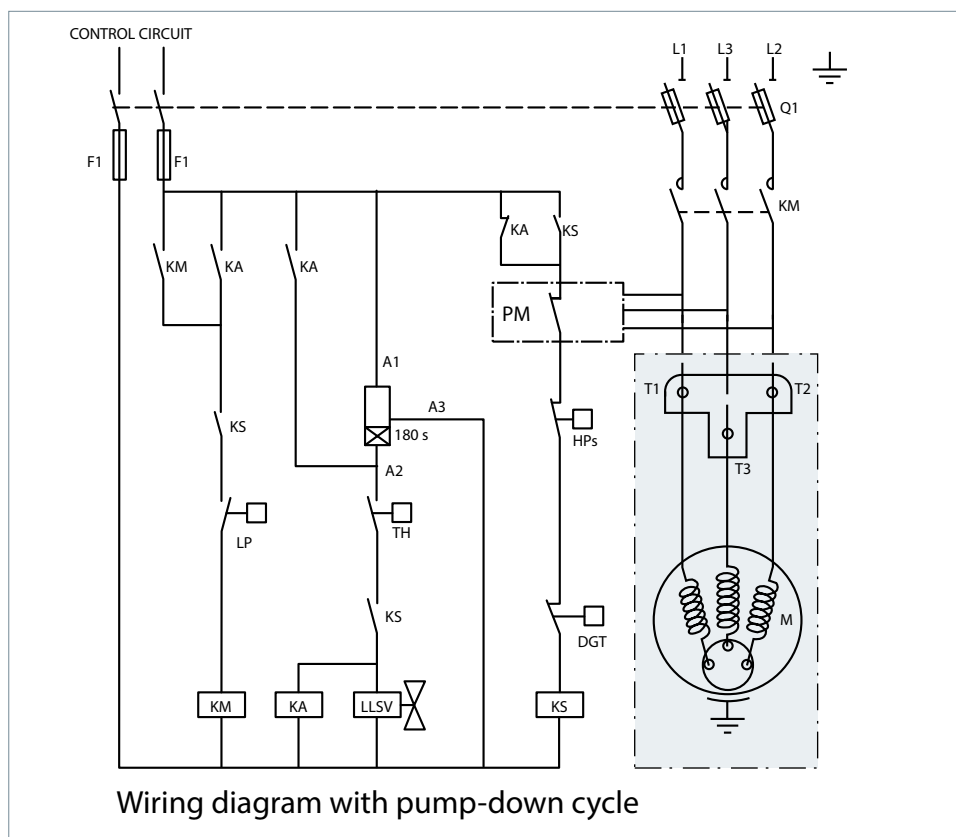 CONTROL CIRCUIT
L1 L3 L2
Q1
F1 F1
KM
KA KS
KM KA KA
PM
A1
A3
180 s
A2
T1 T2
T3
KS
HPs
LP
TH
KS
DGT
M
KM KA LLSV KS
Wiring diagram with pump-down cycle